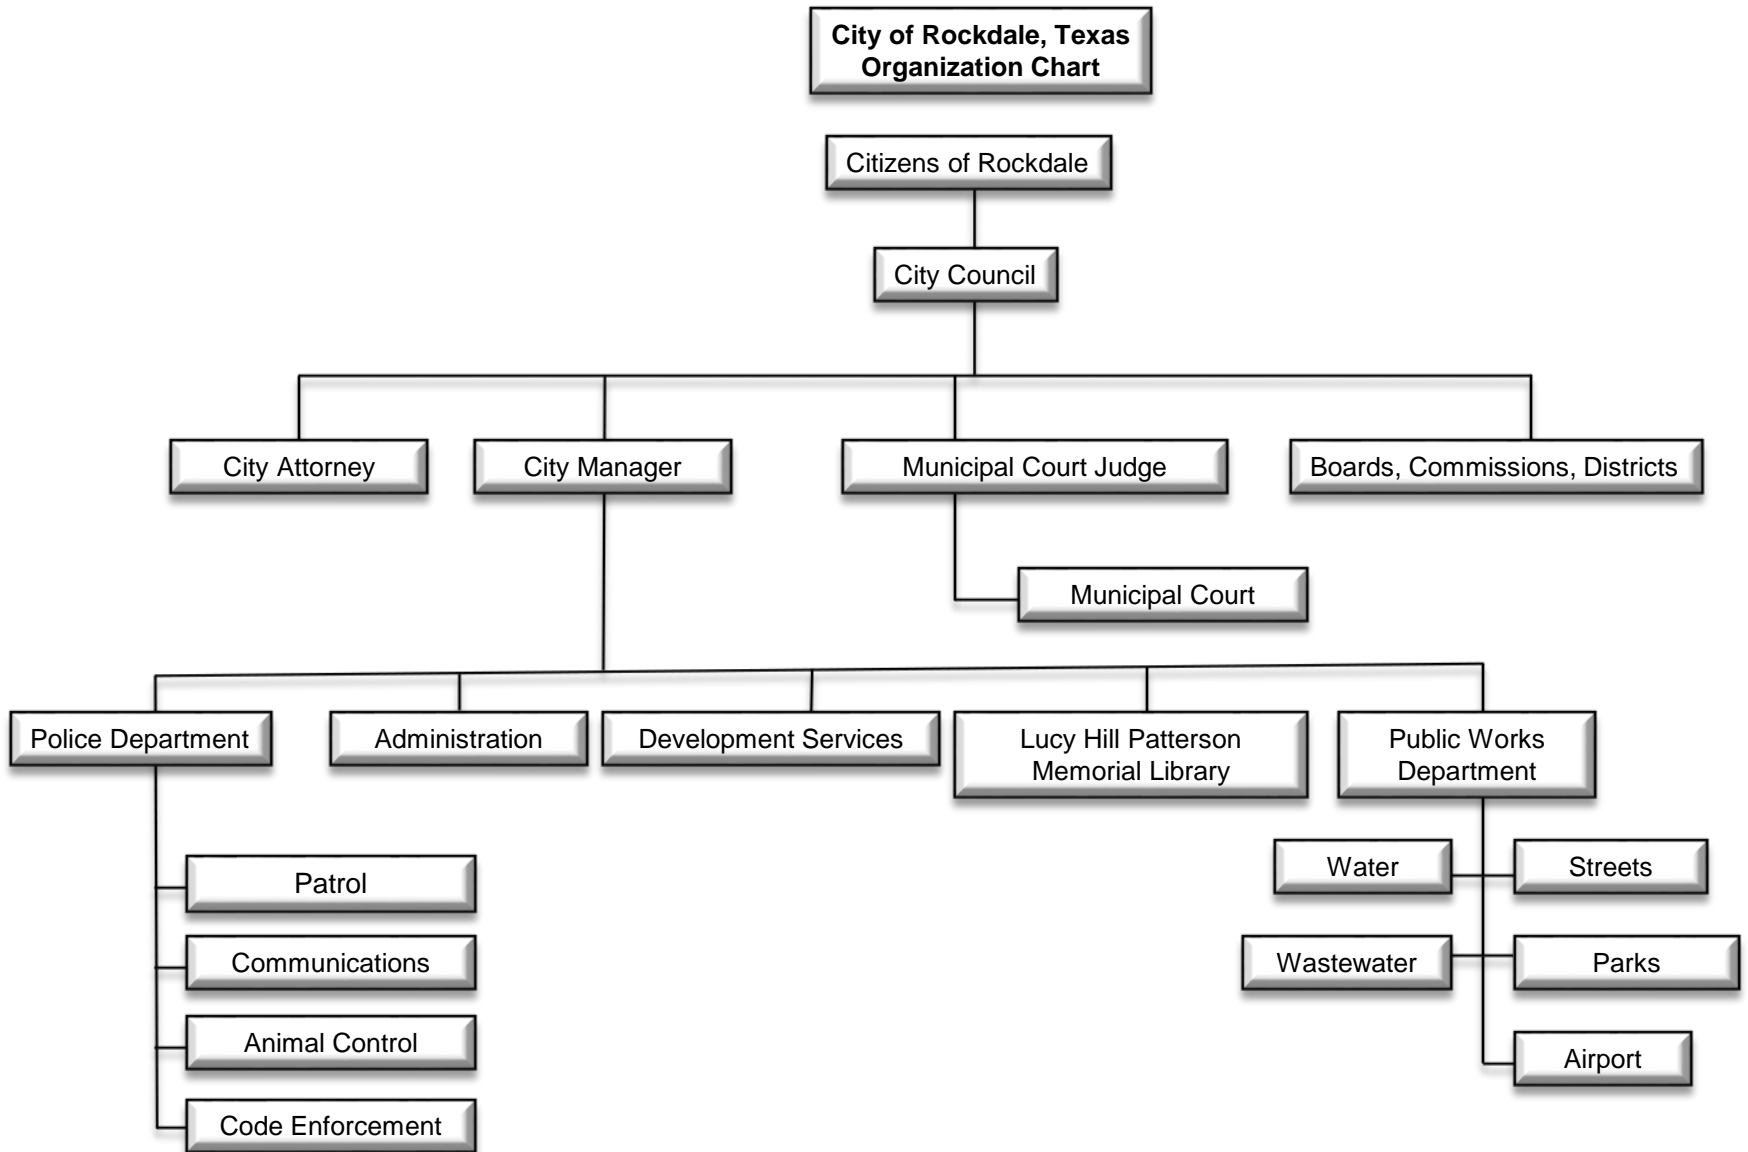 City of Rockdale, Texas
Organization Chart
Citizens of Rockdale
City Council
City Attorney
City Manager
Municipal Court Judge
Boards, Commissions, Districts
Municipal Court
Police Department
Administration
Development Services
Lucy Hill Patterson
Memorial Library
Public Works
Department
Patrol
Communications
Animal Control
Code Enforcement
Water
Streets
Wastewater
Parks
Airport